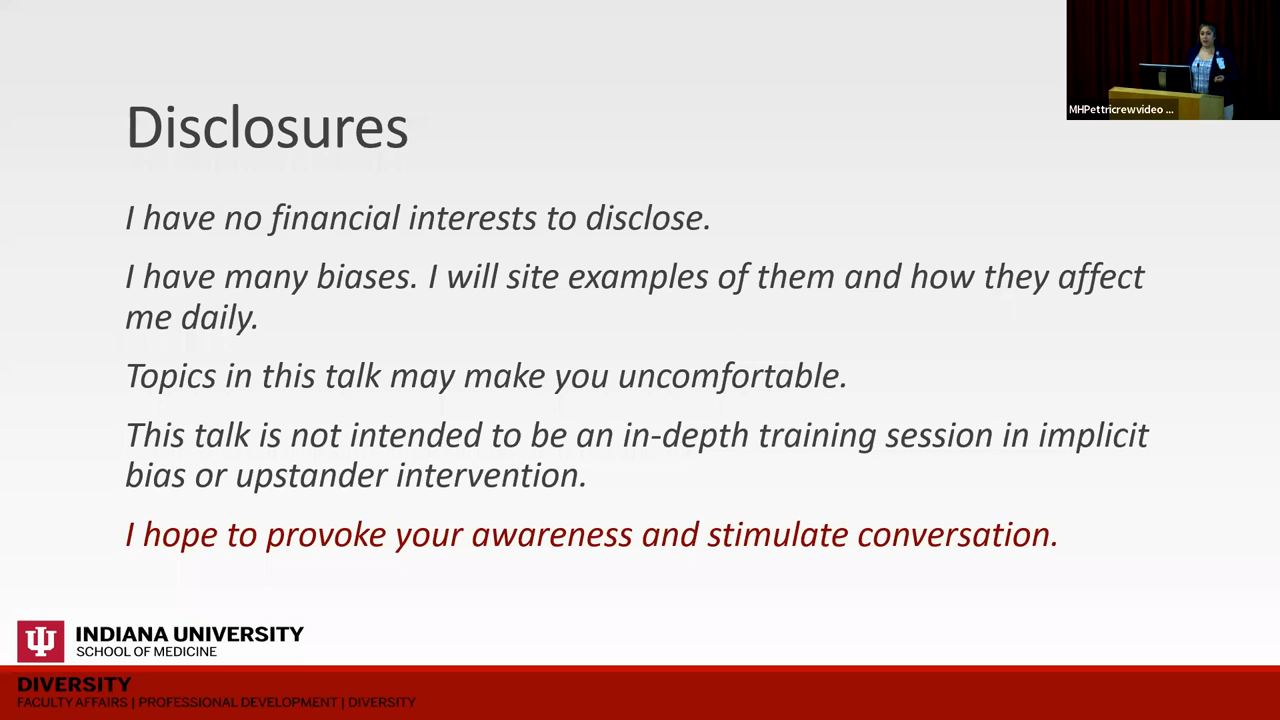 MHPettricrewvideo ...
Disclosures
I have no financial interests to disclose.
I have many biases. I will site examples of them and how they affect
me daily.
Topics in this talk may make you uncomfortable.
This talk is not intended to be an in-depth training session in implicit
bias or upstander intervention.
I hope to provoke your awareness and stimulate conversation.
INDIANA UNIVERSITY
SCHOOL OF MEDICINE
DIVERSITY
FACULTY AFFAIRS | PROFESSIONAL DEVELOPMENT | DIVERSITY